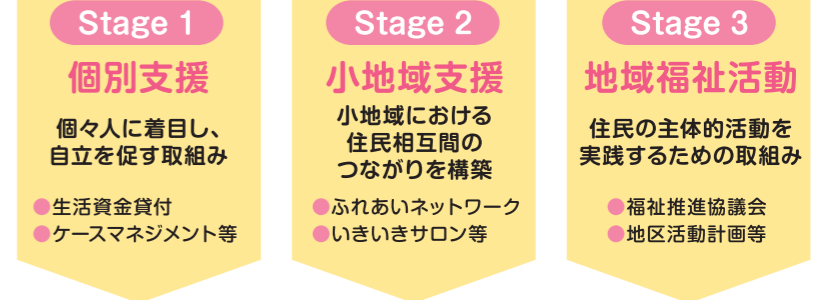 Stage 1
個別支援
個々人に着目し、
自立を促す取組み
●生活資金貸付
●ケースマネジメント等
Stage 2
小地域支援
小地域における
住民相互間の
つながりを構築
●ふれあいネットワーク
●いきいきサロン等
Stage 3
地域福祉活動
住民の主体的活動を
実践するための取組み
●福祉推進協議会
●地区活動計画等